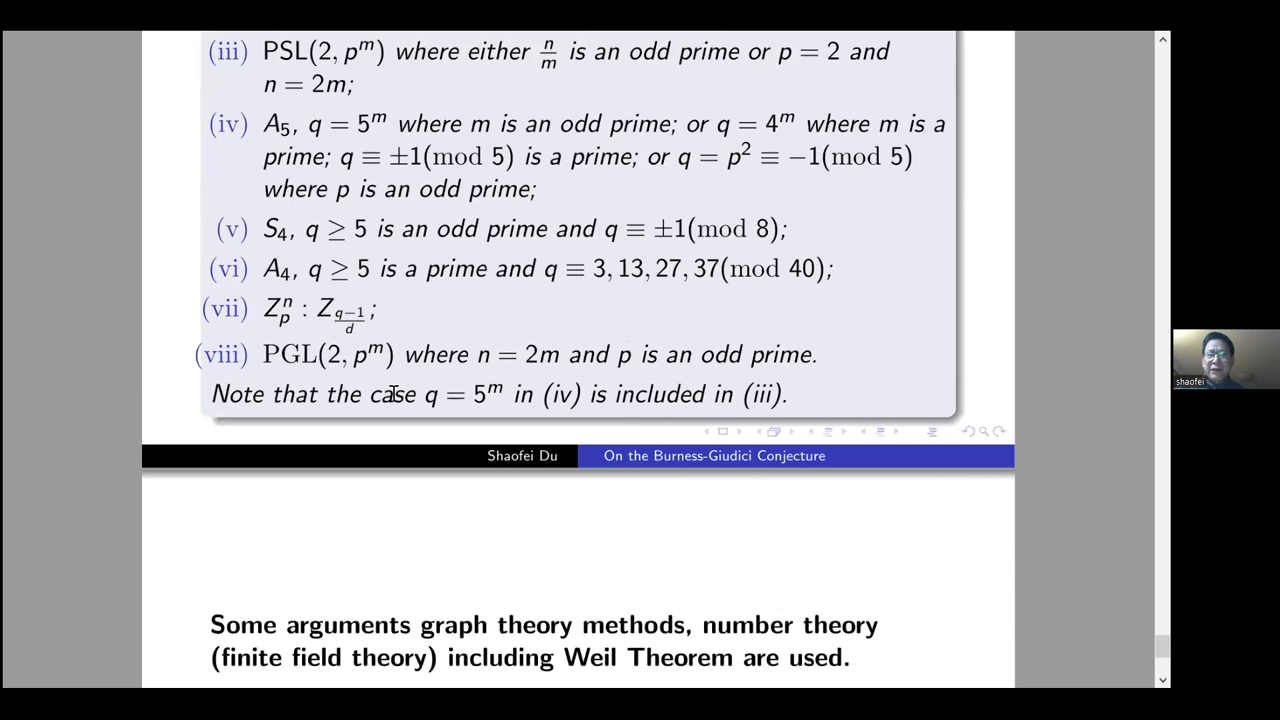 (iii) PSL(2, p^m) where either n/m is an odd prime or p = 2 and
n = 2m;
(iv) A_5, q = 5^m where m is an odd prime; or q = 4^m where m is a
prime; q ≡ ±1(mod 5) is a prime; or q = p^2 ≡ −1(mod 5)
where p is an odd prime;
(v) S_4, q ≥ 5 is an odd prime and q ≡ ±1(mod 8);
(vi) A_4, q ≥ 5 is a prime and q ≡ 3, 13, 27, 37(mod 40);
(vii) Z_p^n : Z_{(q−1)/d};
(viii) PGL(2, p^m) where n = 2m and p is an odd prime.
Note that the case q = 5^m in (iv) is included in (iii).
Shaofei Du On the Burness-Giudici Conjecture
Some arguments graph theory methods, number theory
(finite field theory) including Weil Theorem are used.
shaofei